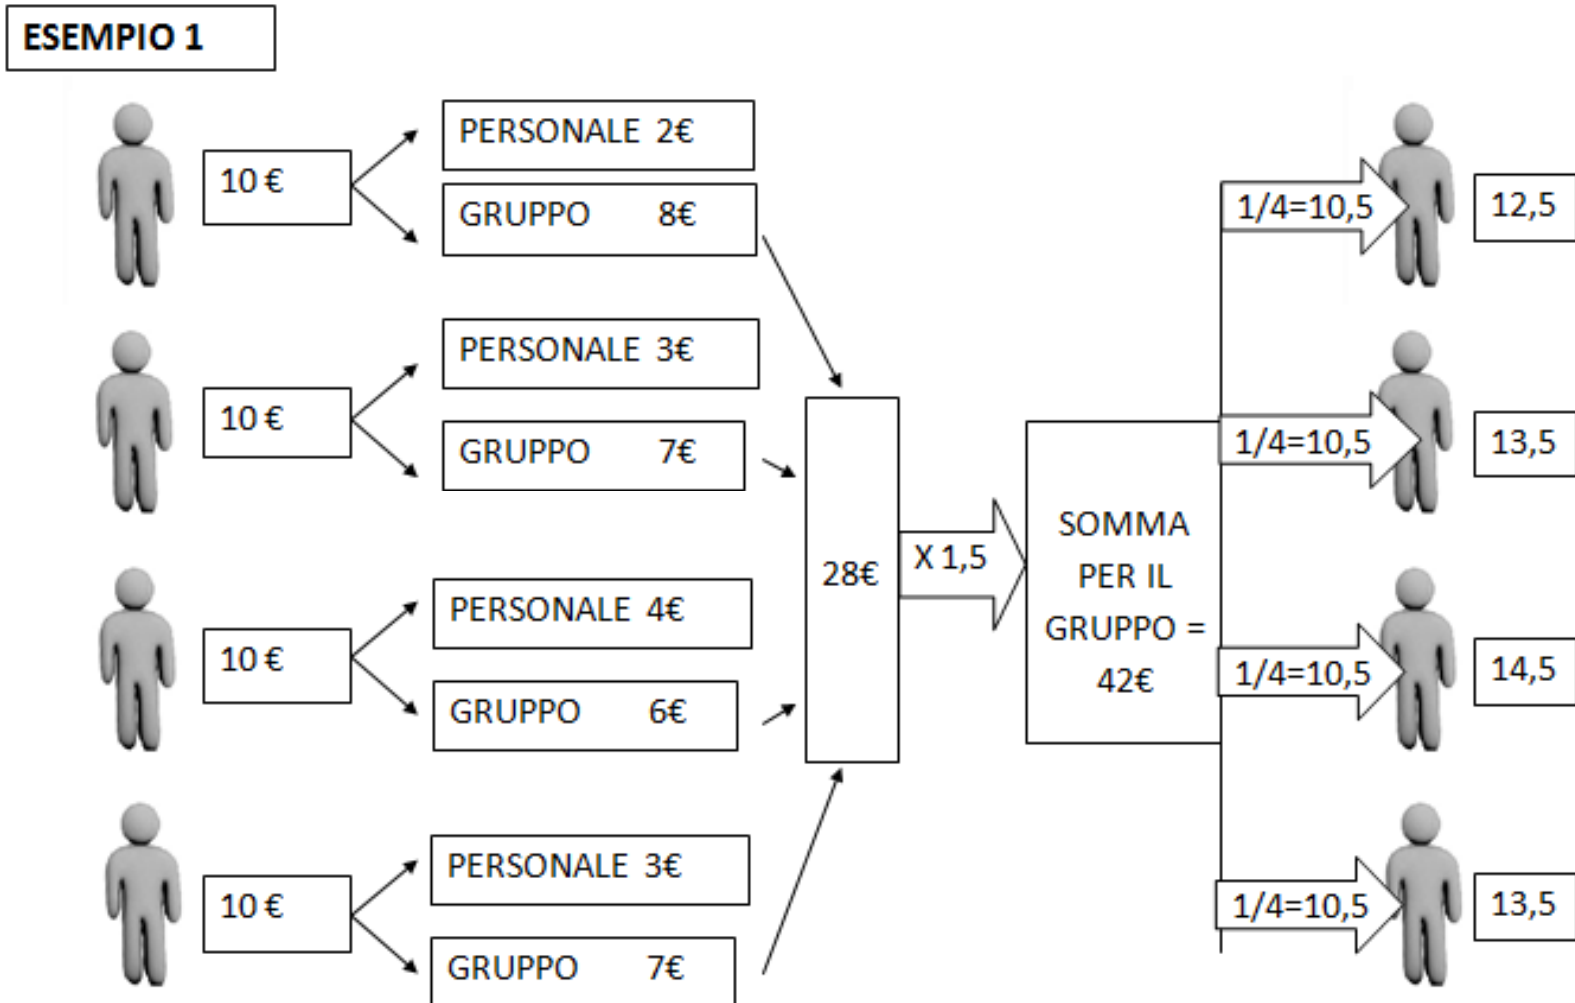 ESEMPIO 1
10 €
PERSONALE 2€
GRUPPO 8€
10 €
PERSONALE 3€
GRUPPO 7€
10 €
PERSONALE 4€
GRUPPO 6€
10 €
PERSONALE 3€
GRUPPO 7€
28€
X 1,5
SOMMA
PER IL
GRUPPO =
42€
1/4=10,5
12,5
1/4=10,5
13,5
1/4=10,5
14,5
1/4=10,5
13,5